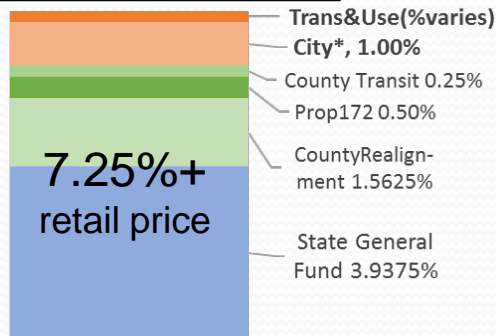 Trans&Use(%varies)
City*, 1.00%
County Transit 0.25%
Prop172 0.50%
CountyRealign-
ment 1.5625%
7.25%+
retail price
State General
Fund 3.9375%